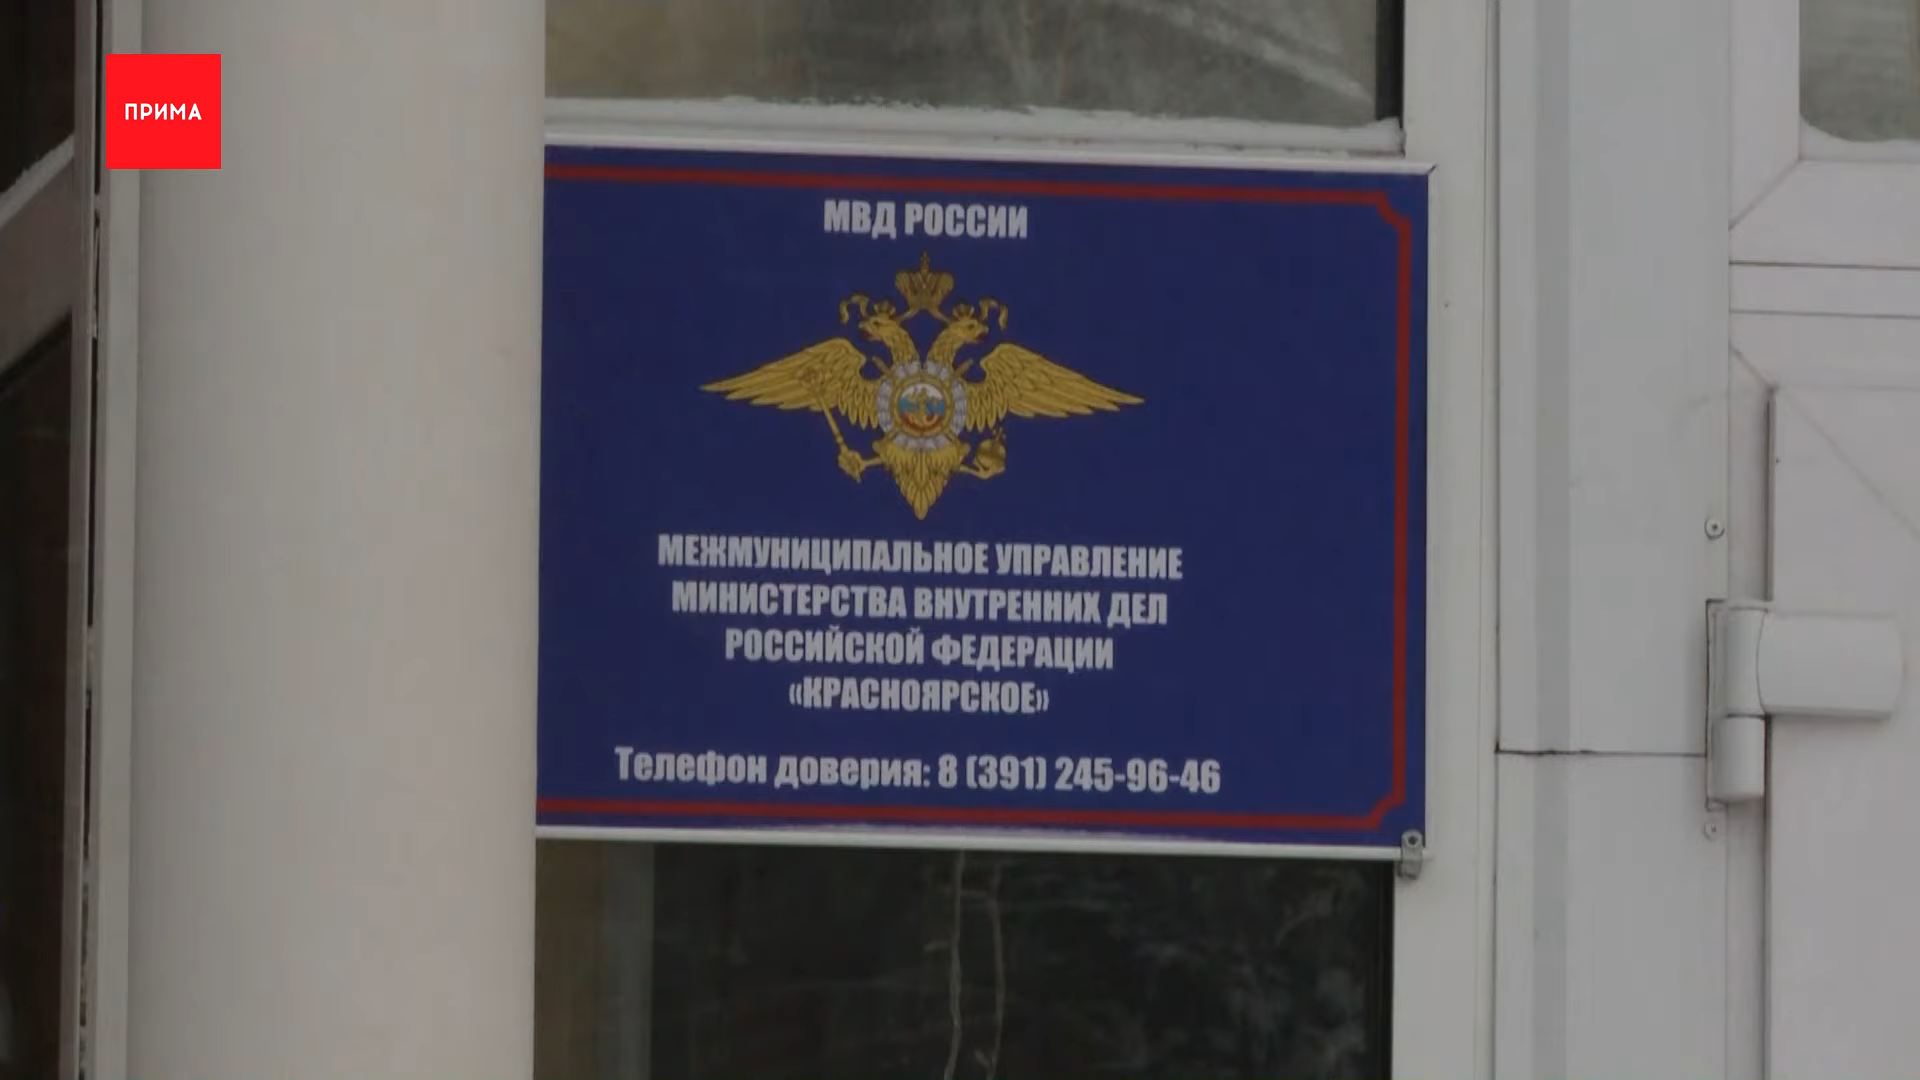 ПРИМА
МВД РОССИИ
МЕЖМУНИЦИПАЛЬНОЕ УПРАВЛЕНИЕ
МИНИСТЕРСТВА ВНУТРЕННИХ ДЕЛ
РОССИЙСКОЙ ФЕДЕРАЦИИ
«КРАСНОЯРСКОЕ»
Телефон доверия: 8 (391) 245-96-46